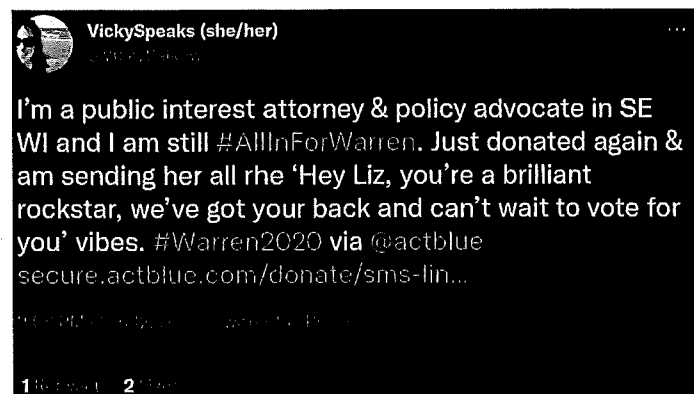 VickySpeaks (she/her)
I'm a public interest attorney & policy advocate in SE
WI and I am still #AllInForWarren. Just donated again &
am sending her all rhe ‘Hey Liz, you’re a brilliant
rockstar, we’ve got your back and can’t wait to vote for
you’ vibes. #Warren2020 via @actblue
secure.actblue.com/donate/sms-lin...
1 2